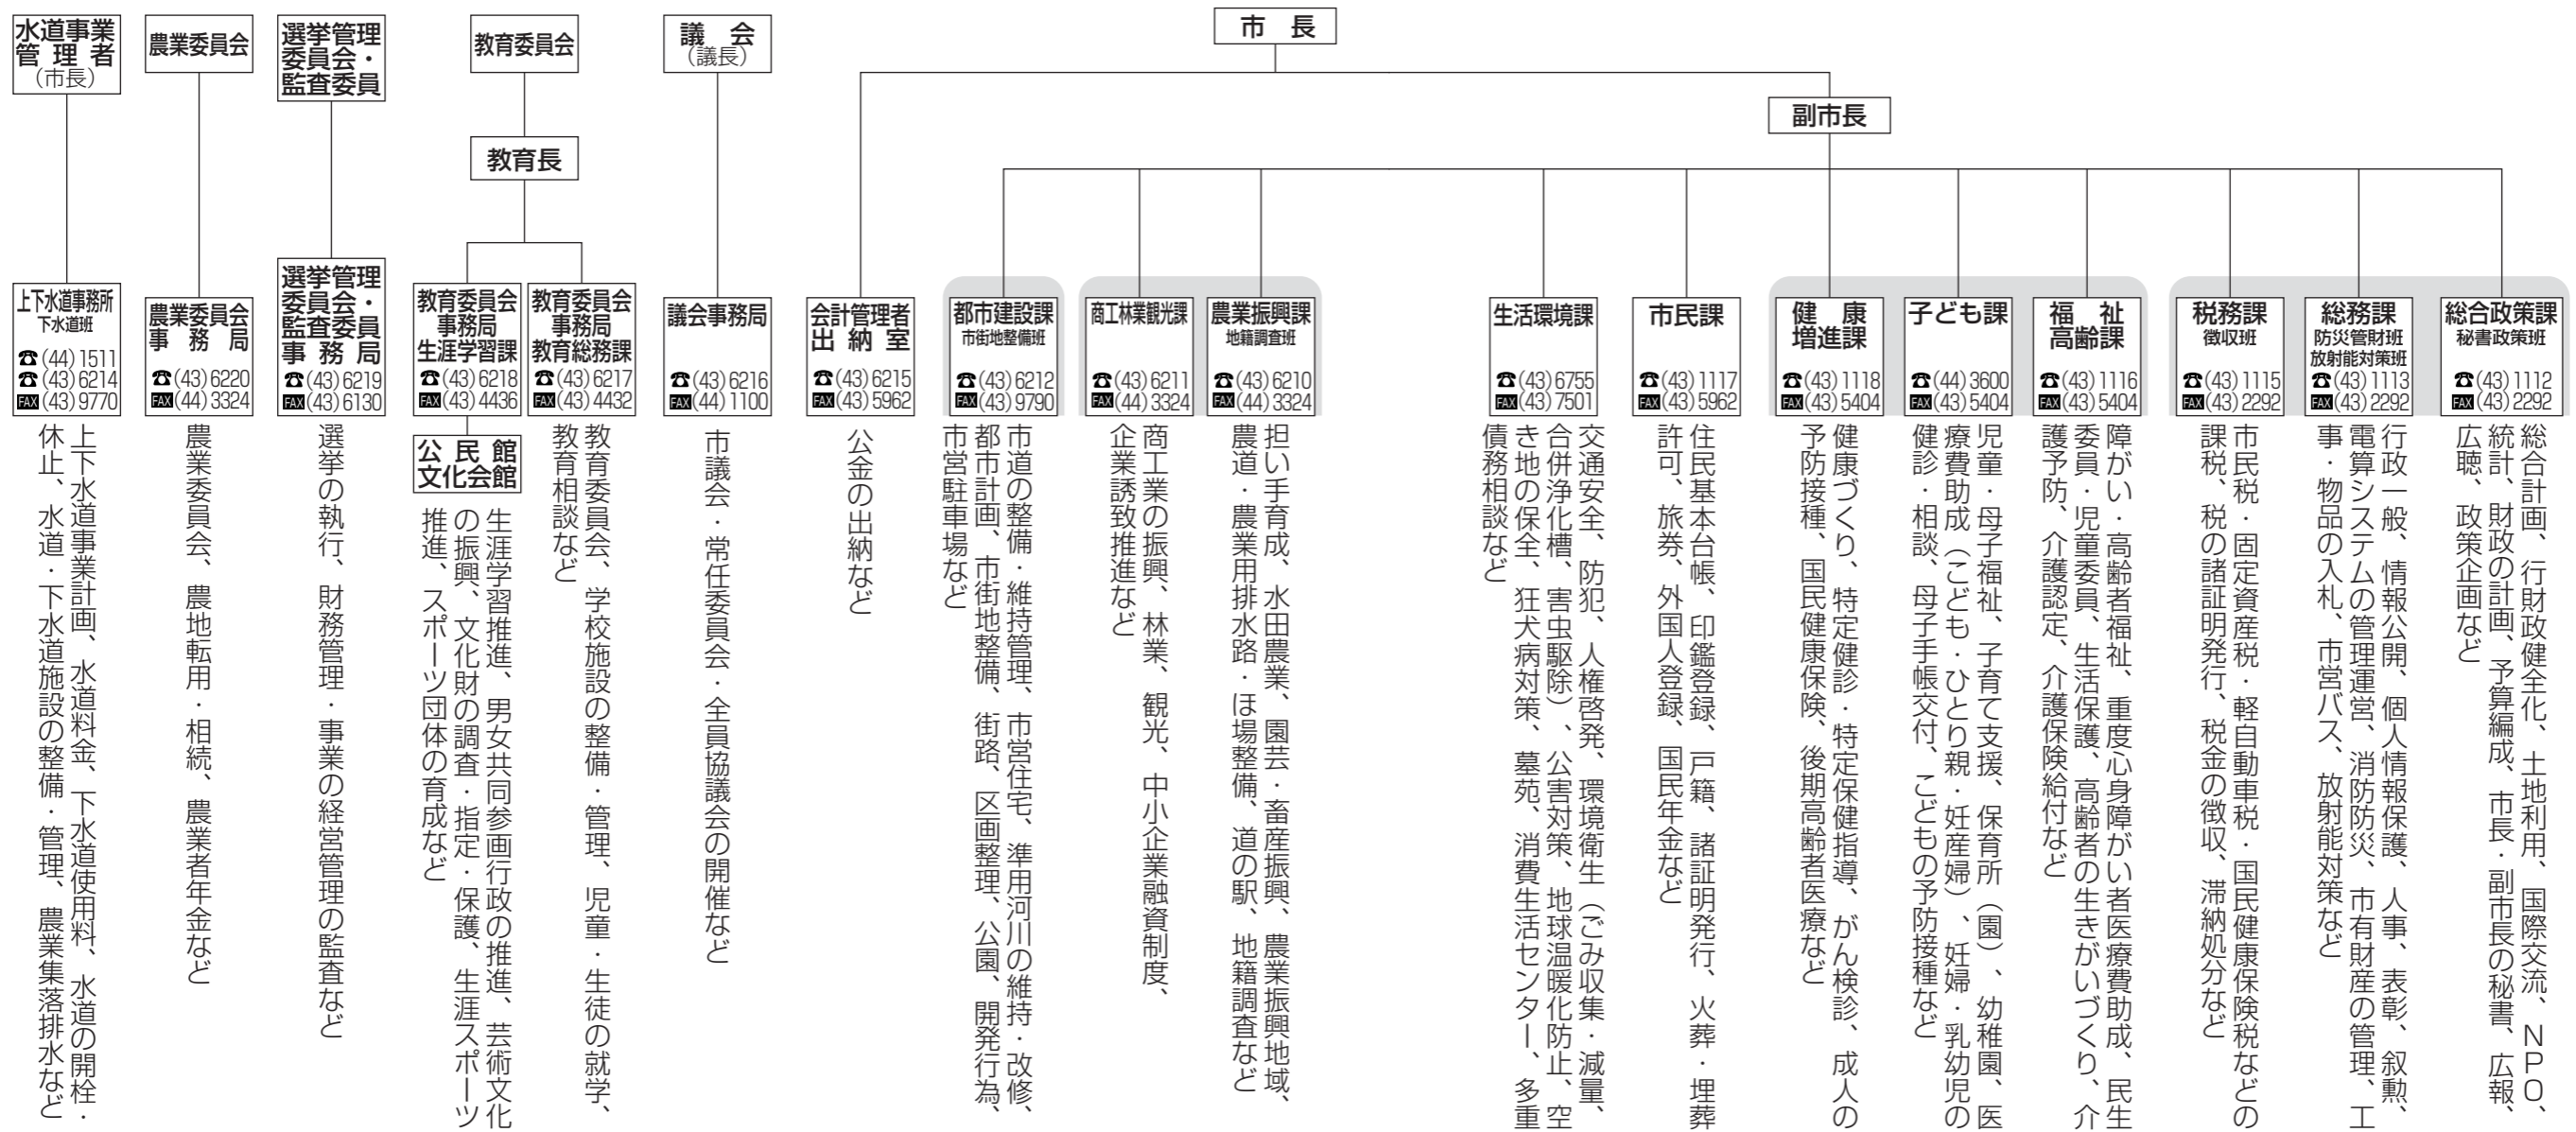 市　長
副市長
総合政策課
秘書政策班
☎(43)1112
FAX(43)2292
総合計画、行財政健全化、土地利用、国際交流、ＮＰＯ、
統計、財政の計画、予算編成、市長・副市長の秘書、広報、
広聴、政策企画など
総務課
防災管財班
放射能対策班
☎(43)1113
FAX(43)2292
行政一般、情報公開、個人情報保護、人事、表彰、叙勲、
電算システムの管理運営、消防防災、市有財産の管理、工
事・物品の入札、市営バス、放射能対策など
税務課
徴収班
☎(43)1115
FAX(43)2292
市民税・固定資産税・軽自動車税・国民健康保険税などの
課税、税の諸証明発行、税金の徴収、滞納処分など
福　祉
高齢課
☎(43)1116
FAX(43)5404
障がい・高齢者福祉、重度心身障がい者医療費助成、民生
委員・児童委員、生活保護、高齢者の生きがいづくり、介
護予防、介護認定、介護保険給付など
子ども課
☎(44)3600
FAX(43)5404
児童・母子福祉、子育て支援、保育所（園）、幼稚園、医
療費助成（こども・ひとり親・妊産婦）、妊婦・乳幼児の
健診・相談、母子手帳交付、こどもの予防接種など
健　康
増進課
☎(43)1118
FAX(43)5404
健康づくり、特定健診・特定保健指導、がん検診、成人の
予防接種、国民健康保険、後期高齢者医療など
市民課
☎(43)1117
FAX(43)5962
住民基本台帳、印鑑登録、戸籍、諸証明発行、火葬・埋葬
許可、旅券、外国人登録、国民年金など
生活環境課
☎(43)6755
FAX(43)7501
交通安全、防犯、人権啓発、環境衛生（ごみ収集・減量、
合併浄化槽、害虫駆除）、公害対策、地球温暖化防止、空
き地の保全、狂犬病対策、墓苑、消費生活センター、多重
債務相談など
農業振興課
地籍調査班
☎(43)6210
FAX(44)3324
担い手育成、水田農業、園芸・畜産振興、農業振興地域、
農道・農業用排水路・ほ場整備、道の駅、地籍調査など
商工林業観光課
☎(43)6211
FAX(44)3324
商工業の振興、林業、観光、中小企業融資制度、
企業誘致推進など
都市建設課
市街地整備班
☎(43)6212
FAX(43)9790
市道の整備・維持管理、市営住宅、準用河川の維持・改修、
都市計画、市街地整備、街路、区画整理、公園、開発行為、
市営駐車場など
会計管理者
出　納　室
☎(43)6215
FAX(43)5962
公金の出納など
議　会
（議長）
議会事務局
☎(43)6216
FAX(44)1100
市議会・常任委員会・全員協議会の開催など
教育委員会
教育長
教育委員会
事務局
教育総務課
☎(43)6217
FAX(43)4432
教育委員会、学校施設の整備・管理、児童・生徒の就学、
教育相談など
教育委員会
事務局
生涯学習課
☎(43)6218
FAX(43)4436
公　民　館
文化会館
生涯学習推進、男女共同参画行政の推進、芸術文化
の振興、文化財の調査・指定・保護、生涯スポーツ
推進、スポーツ団体の育成など
選挙管理
委員会・
監査委員
選挙管理
委員会・
監査委員
事　務　局
☎(43)6219
FAX(43)6130
選挙の執行、財務管理・事業の経営管理の監査など
農業委員会
農業委員会
事　務　局
☎(43)6220
FAX(44)3324
農業委員会、農地転用・相続、農業者年金など
水道事業
管　理　者
（市長）
上下水道事務所
下水道班
☎(44)1511
☎(43)6214
FAX(43)9770
上下水道事業計画、水道料金、下水道使用料、水道の開栓・
休止、水道・下水道施設の整備・管理、農業集落排水など